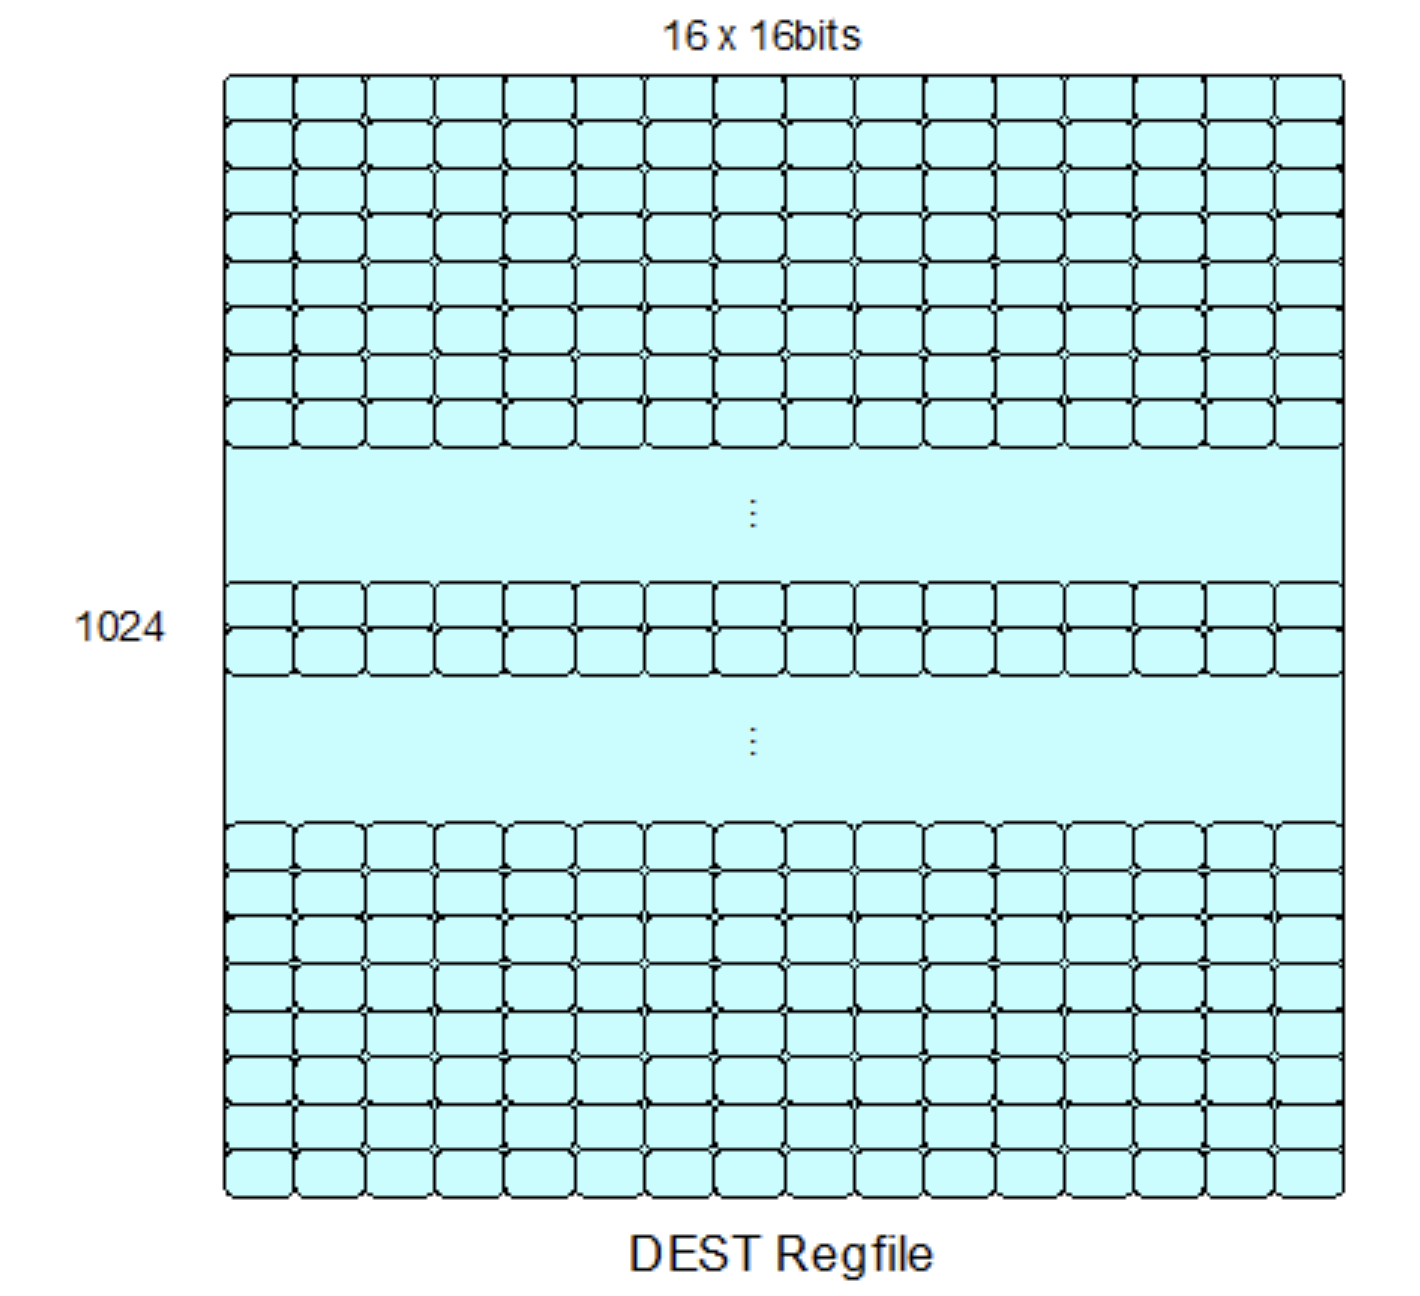 16 x 16bits
⋮
1024
⋮
DEST Regfile